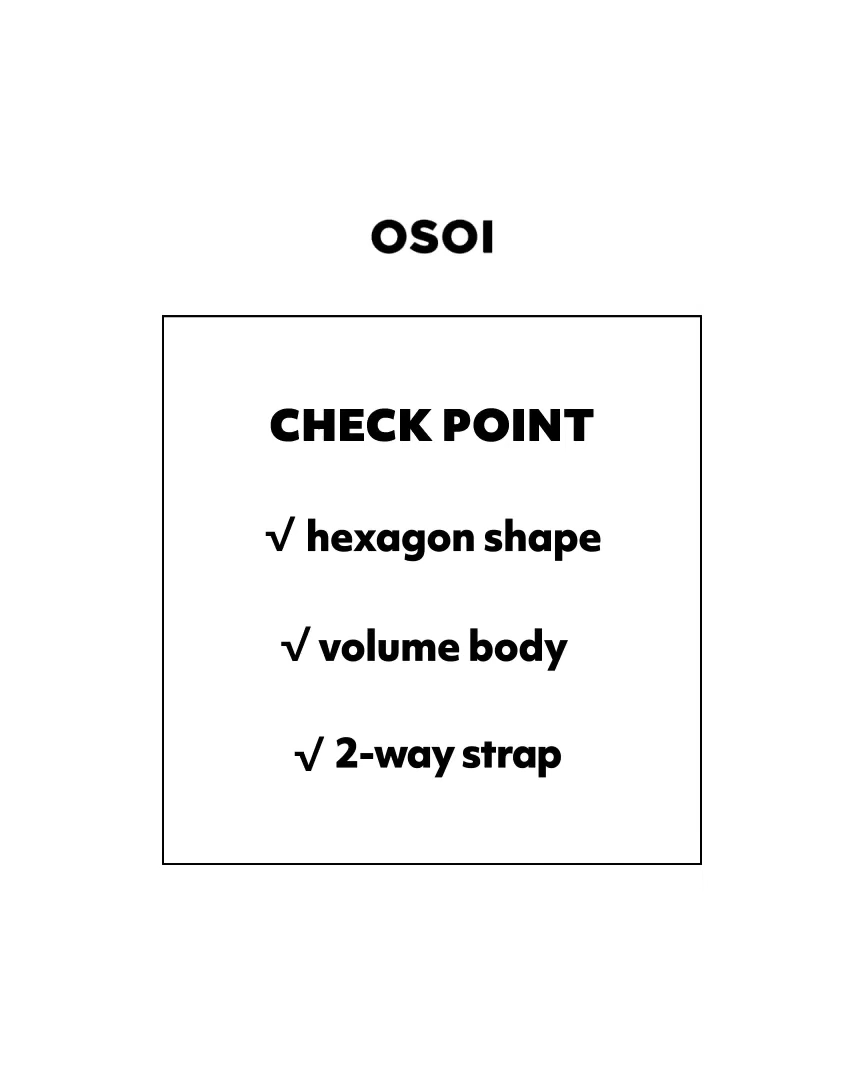 OSOI
CHECK POINT
√ hexagon shape
√ volume body
√ 2-way strap